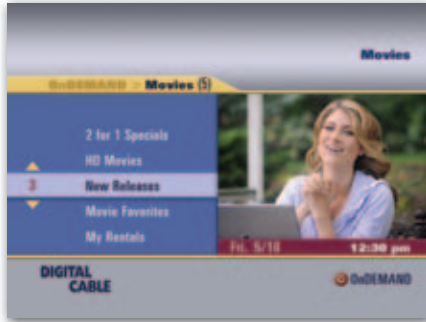 Movies
OnDEMAND > Movies (5)
2 for 1 Specials
HD Movies
3 New Releases
Movie Favorites
My Rentals
Fri. 5/18 12:30 pm
DIGITAL
CABLE
OnDEMAND